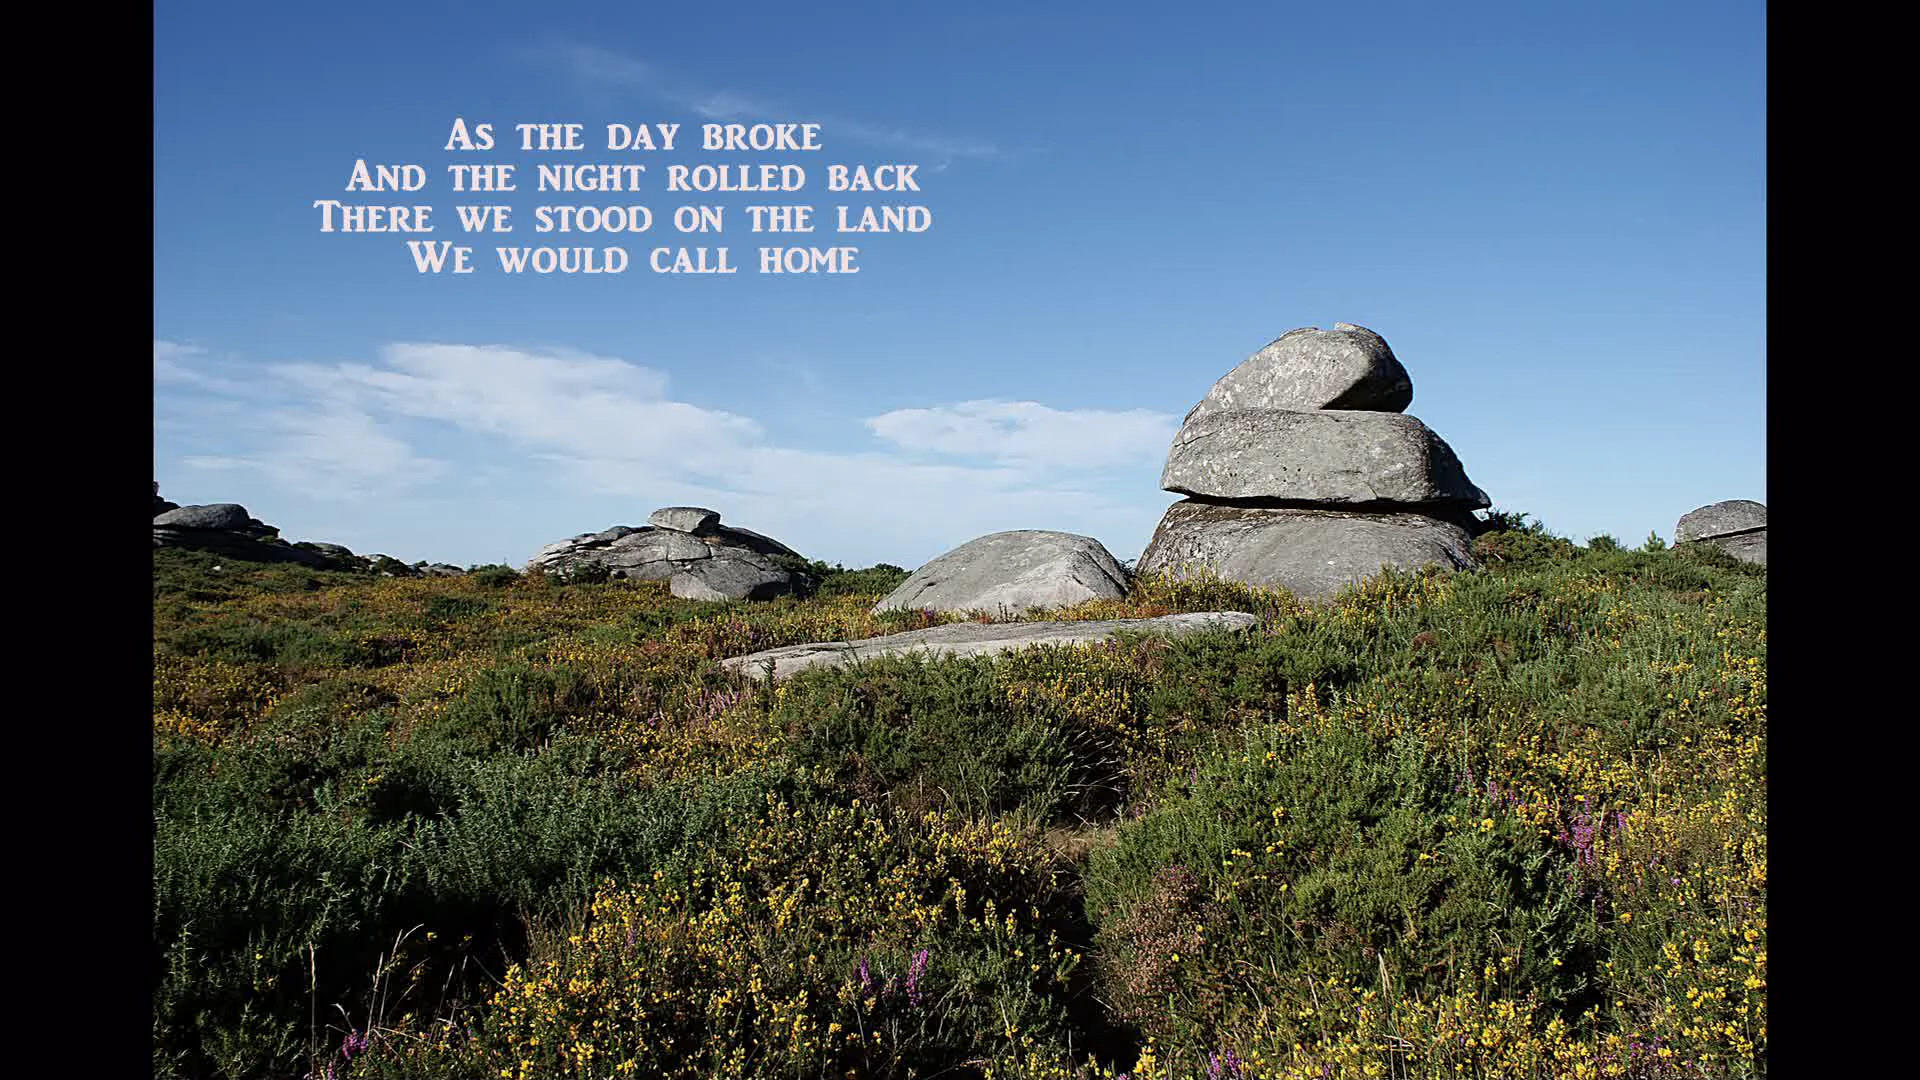 As the day broke
And the night rolled back
There we stood on the land
We would call home